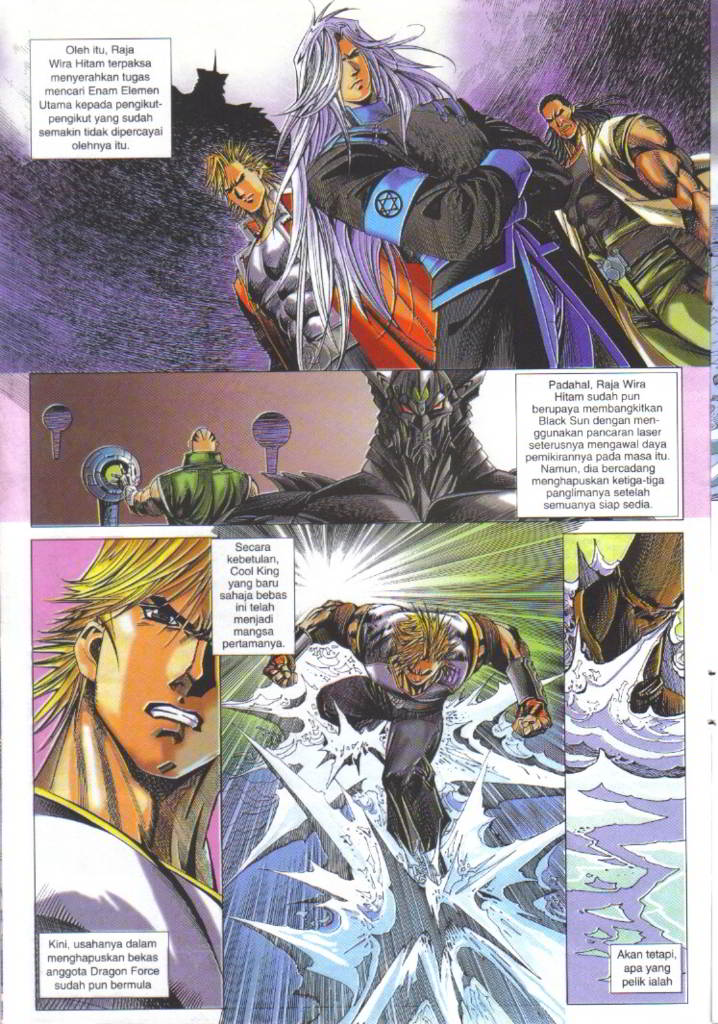 Oleh itu, Raja
Wira Hitam terpaksa
menyerahkan tugas
mencari Enam Elemen
Utama kepada pengikut-
pengikut yang sudah
semakin tidak dipercayai
olehnya itu.
Padahal, Raja Wira
Hitam sudah pun
berupaya membangkitkan
Black Sun dengan men-
ggunakan pancaran laser
seterusnya mengawal daya
pemikirannya pada masa itu.
Namun, dia bercadang
menghapuskan ketiga-tiga
panglimanya setelah
semuanya siap sedia.
Secara
kebetulan,
Cool King
yang baru
sahaja bebas
ini telah
menjadi
mangsa
pertamanya.
Kini, usahanya dalam
menghapuskan bekas
anggota Dragon Force
sudah pun bermula
Akan tetapi,
apa yang
pelik ialah